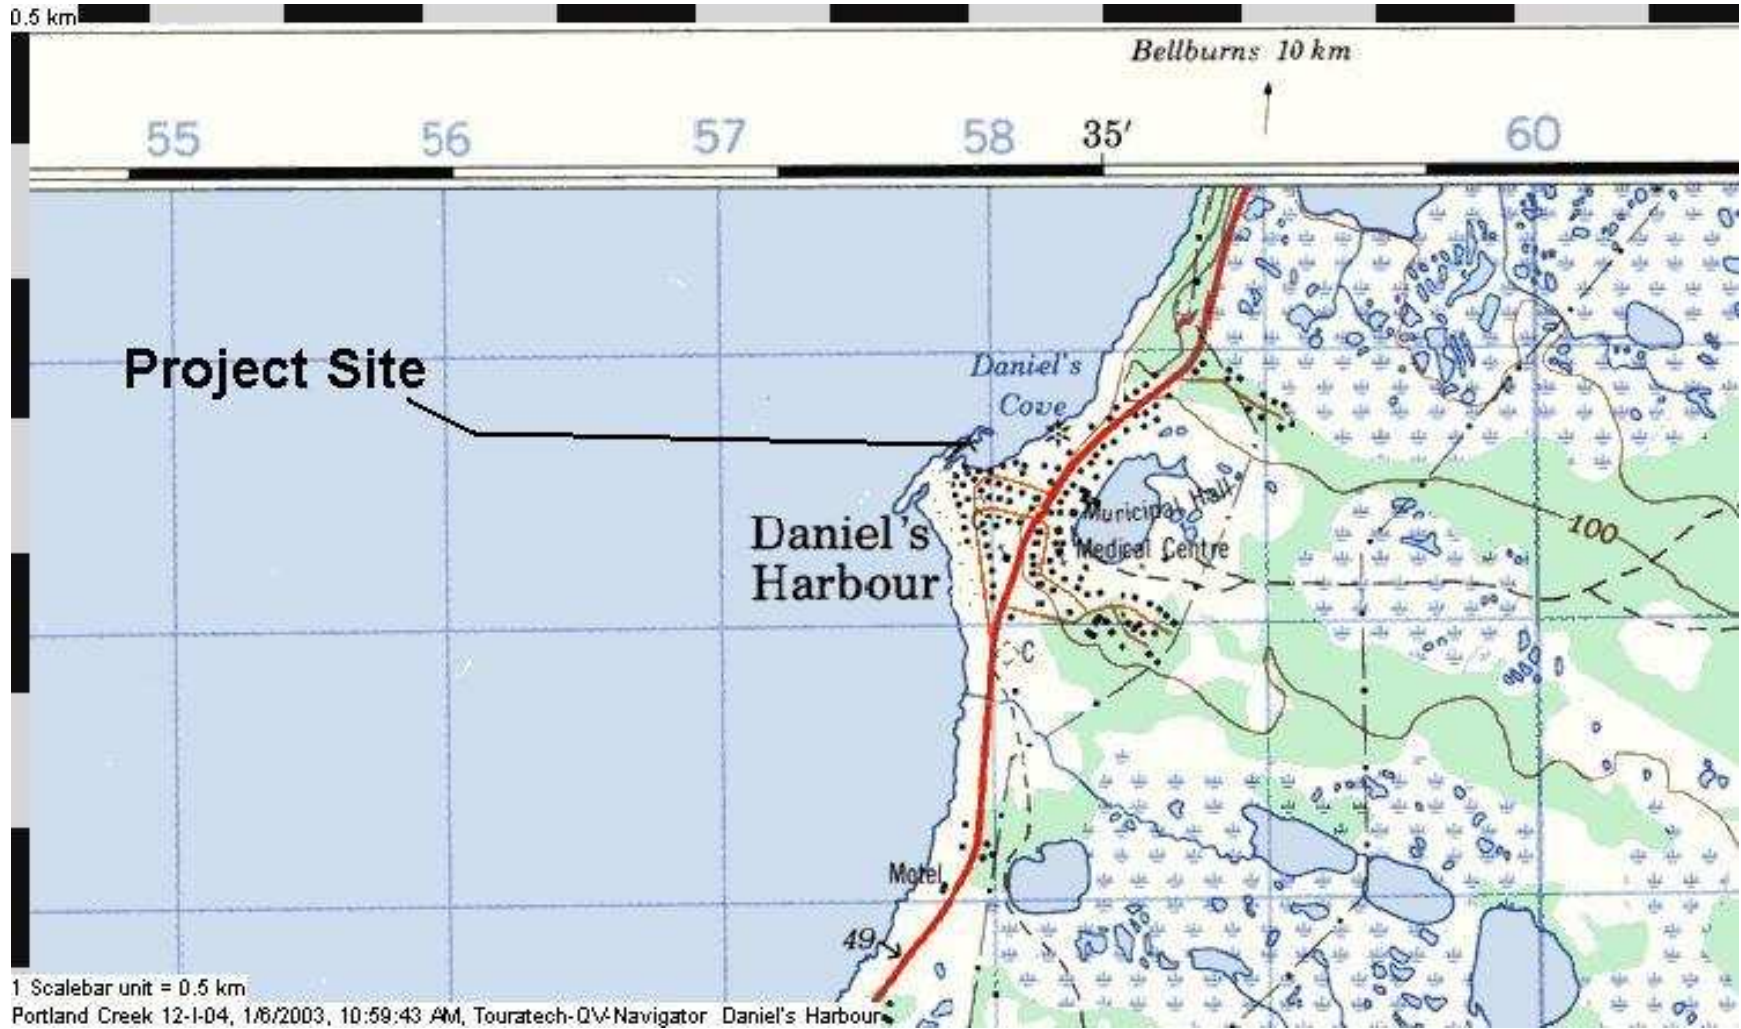 0.5 km
Bellburns 10 km
55 56 57 58 35' 60
Project Site
Daniel's
Cove
Daniel's
Harbour
Municipal Hall
Medical Centre
100
C
Motel
49
1 Scalebar unit = 0.5 km
Portland Creek 12-I-04, 1/6/2003, 10:59:43 AM, Touratech-QV-Navigator Daniel's Harbour